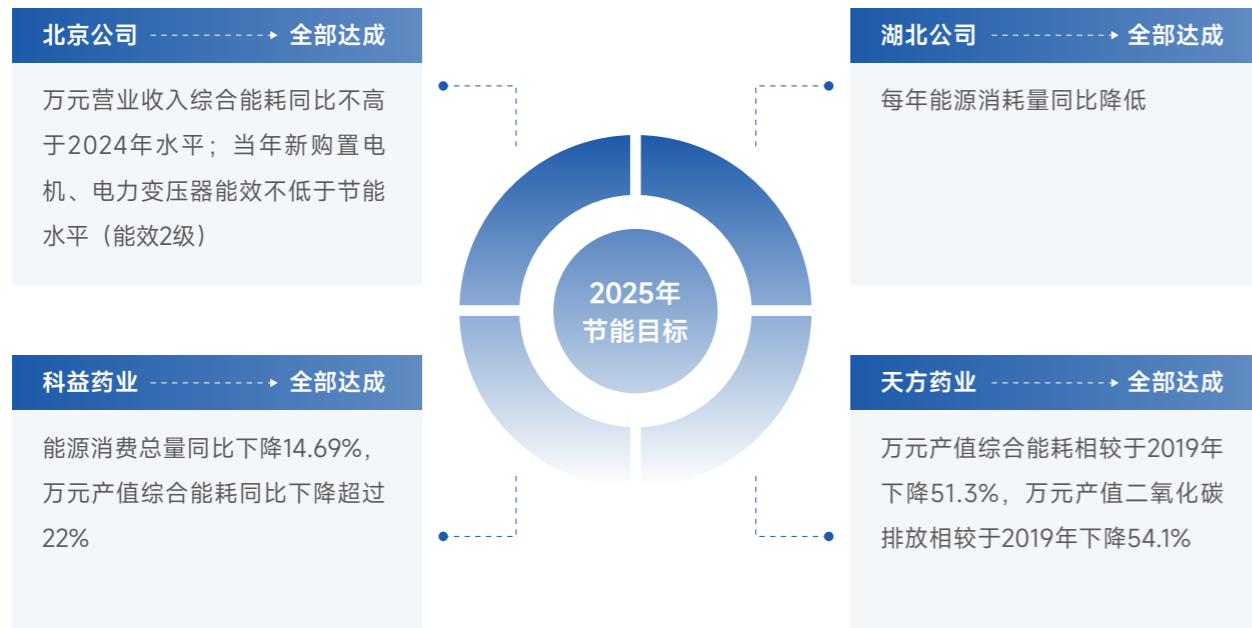 北京公司 全部达成
万元营业收入综合能耗同比不高
于2024年水平；当年新购置电
机、电力变压器能效不低于节能
水平（能效2级）
湖北公司 全部达成
每年能源消耗量同比降低
2025年
节能目标
科益药业 全部达成
能源消费总量同比下降14.69%，
万元产值综合能耗同比下降超过
22%
天方药业 全部达成
万元产值综合能耗相较于2019年
下降51.3%，万元产值二氧化碳
排放相较于2019年下降54.1%